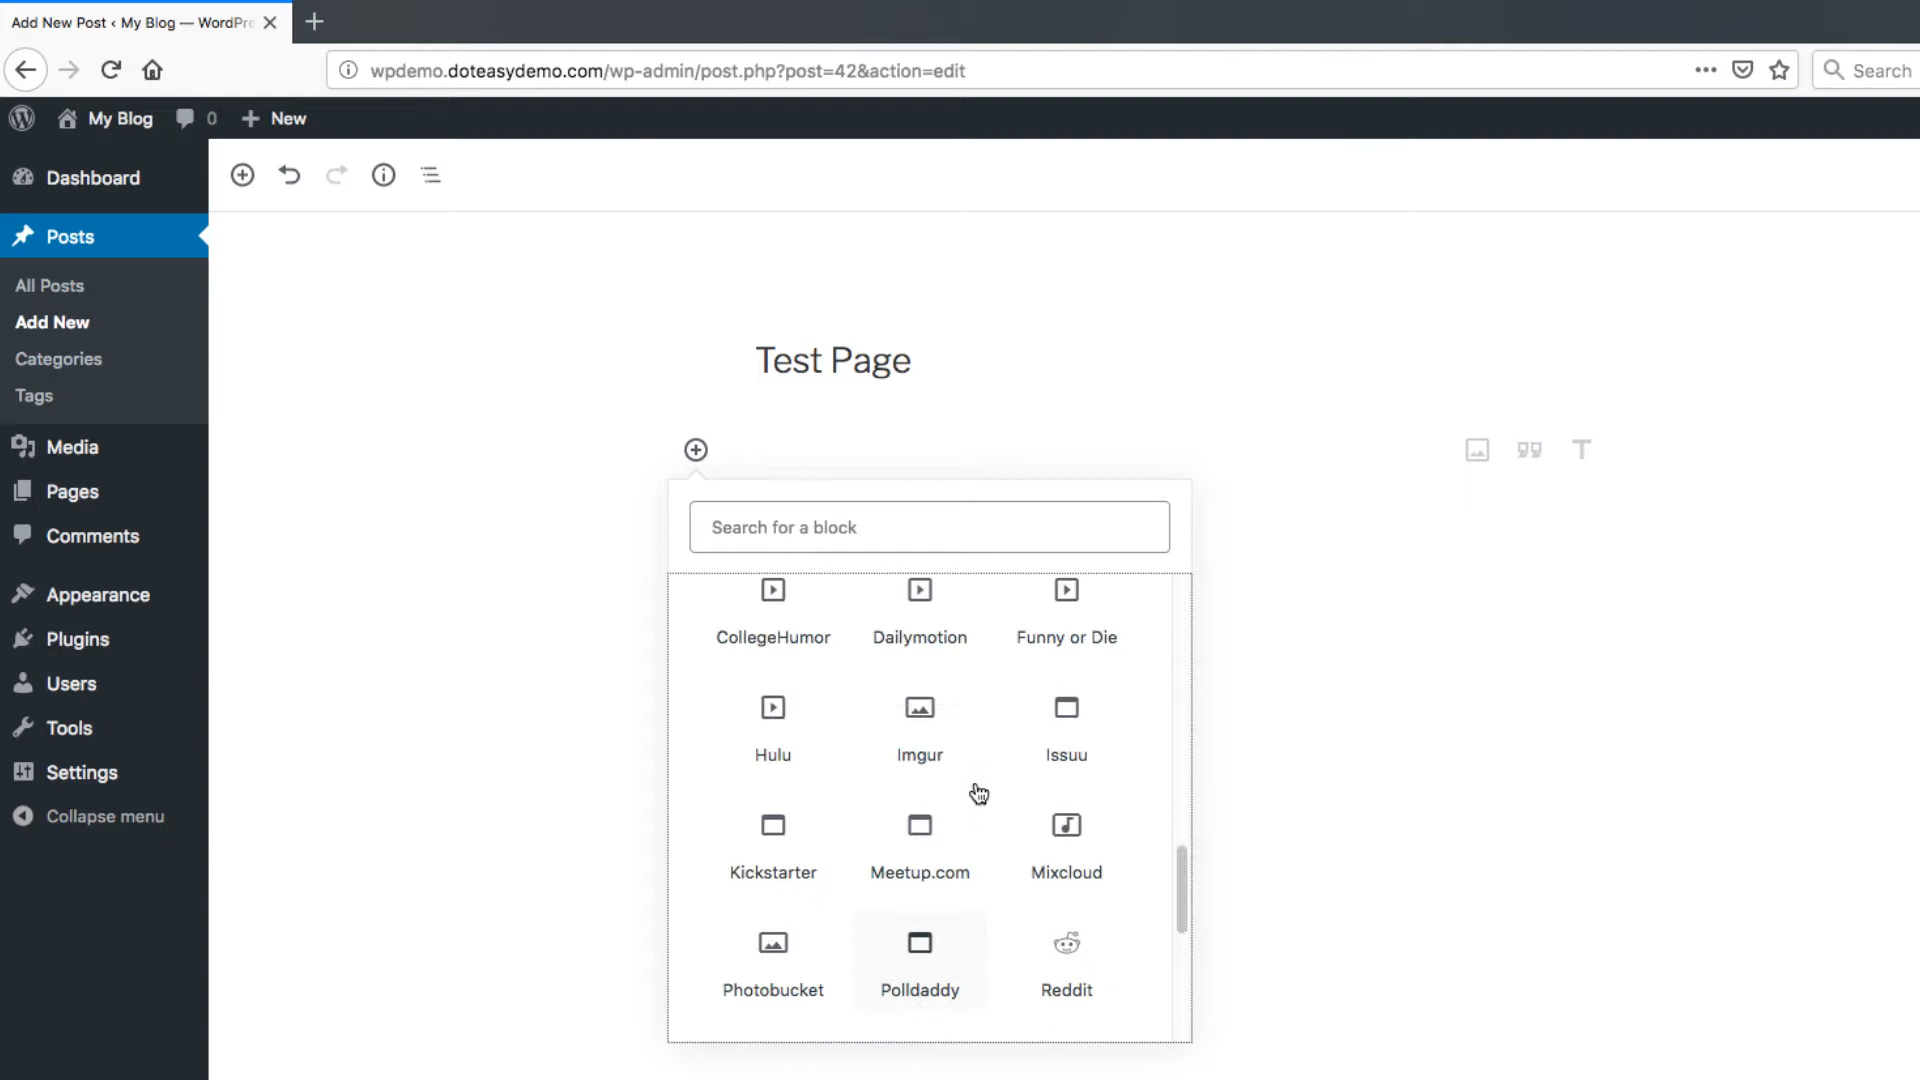 Add New Post ‹ My Blog — WordPre
wpdemo.doteasydemo.com/wp-admin/post.php?post=42&action=edit
Search
My Blog
0
New
Dashboard
Posts
All Posts
Add New
Categories
Tags
Media
Pages
Comments
Appearance
Plugins
Users
Tools
Settings
Collapse menu
Test Page
Search for a block
CollegeHumor Dailymotion Funny or Die
Hulu Imgur Issuu
Kickstarter Meetup.com Mixcloud
Photobucket Polldaddy Reddit